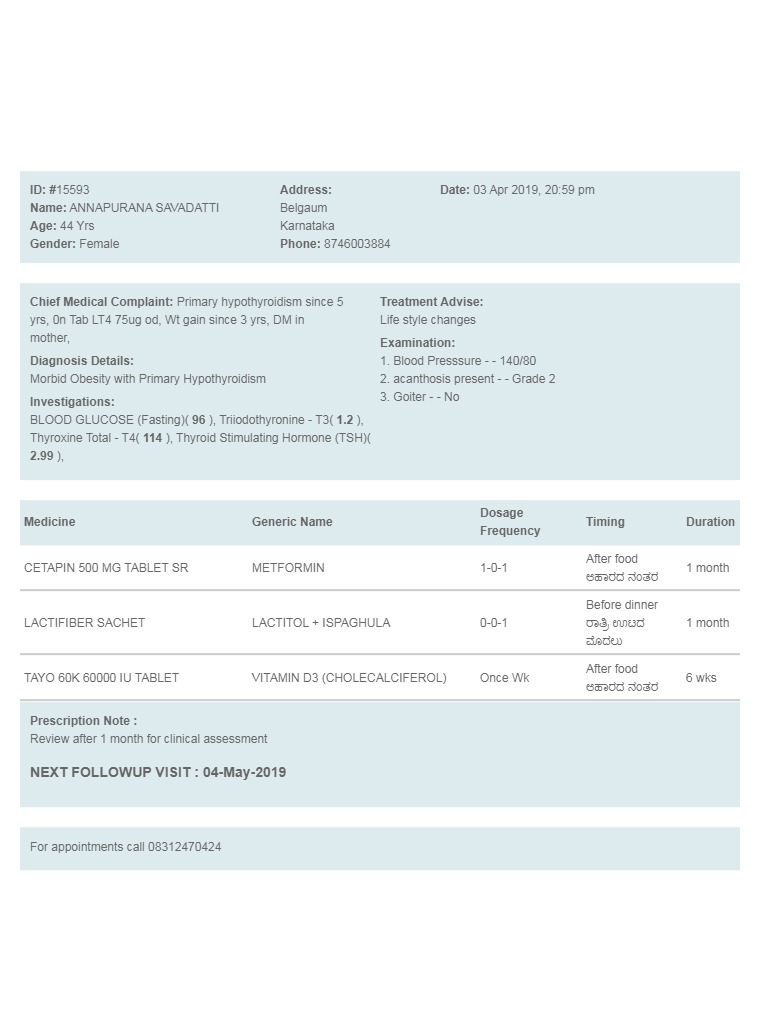 ID: #15593
Name: ANNAPURANA SAVADATTI
Age: 44 Yrs
Gender: Female
Address:
Belgaum
Karnataka
Phone: 8746003884
Date: 03 Apr 2019, 20:59 pm
Chief Medical Complaint: Primary hypothyroidism since 5
yrs, 0n Tab LT4 75ug od, Wt gain since 3 yrs, DM in
mother,
Diagnosis Details:
Morbid Obesity with Primary Hypothyroidism
Investigations:
BLOOD GLUCOSE (Fasting)( 96 ), Triiodothyronine - T3( 1.2 ),
Thyroxine Total - T4( 114 ), Thyroid Stimulating Hormone (TSH)(
2.99 ),
Treatment Advise:
Life style changes
Examination:
1. Blood Presssure - - 140/80
2. acanthosis present - - Grade 2
3. Goiter - - No
Medicine Generic Name Dosage Frequency Timing Duration
CETAPIN 500 MG TABLET SR METFORMIN 1-0-1 After food 1 month
ಆಹಾರದ ನಂತರ
LACTIFIBER SACHET LACTITOL + ISPAGHULA 0-0-1 Before dinner 1 month
ರಾತ್ರಿ ಊಟದ
ಮೊದಲು
TAYO 60K 60000 IU TABLET VITAMIN D3 (CHOLECALCIFEROL) Once Wk After food 6 wks
ಆಹಾರದ ನಂತರ
Prescription Note :
Review after 1 month for clinical assessment
NEXT FOLLOWUP VISIT : 04-May-2019
For appointments call 08312470424